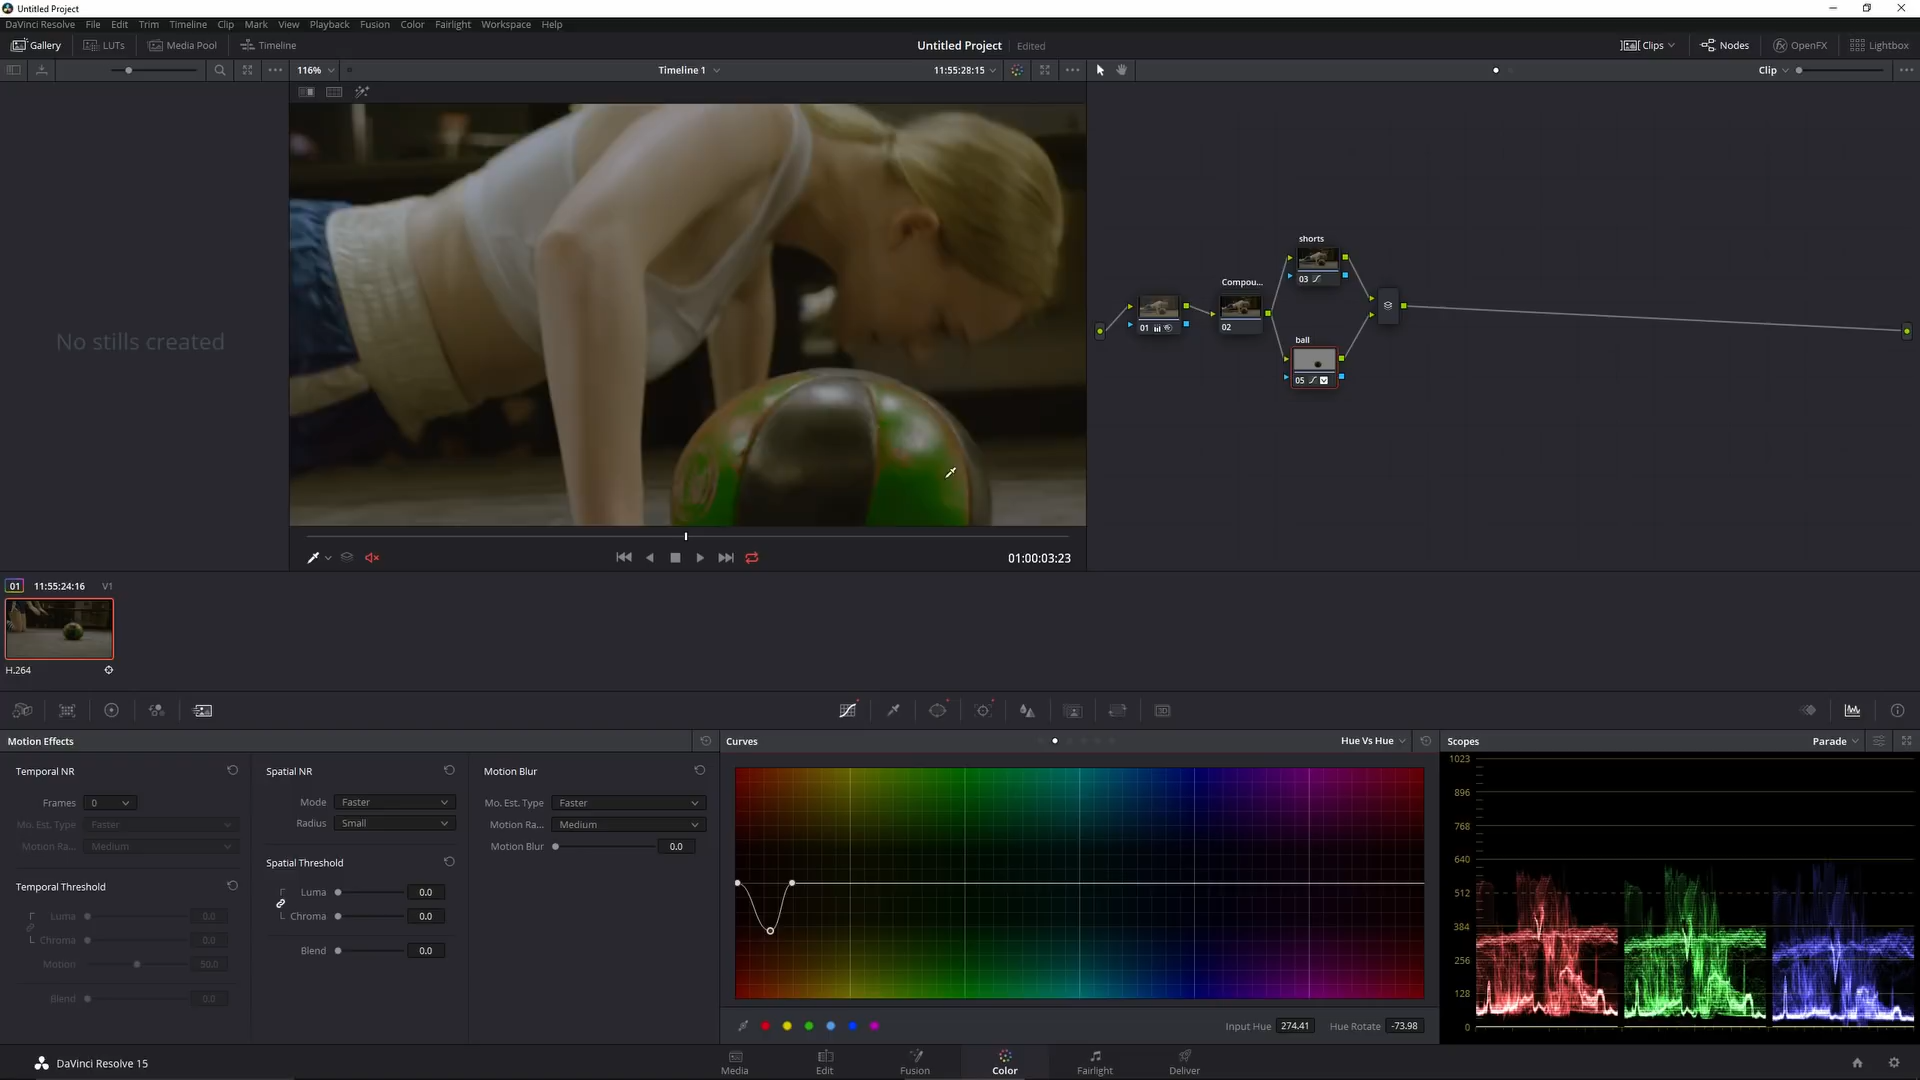 Untitled Project
DaVinci Resolve File Edit Trim Timeline Clip Mark View Playback Fusion Color Fairlight Workspace Help
Gallery LUTs Media Pool Timeline Untitled Project Edited Clips Nodes OpenFX Lightbox
116% Timeline 1 11:55:28:15 Clip
No stills created
shorts
03
Compou...
01
02
ball
05
01:00:03:23
01 11:55:24:16 V1
H.264
Motion Effects
Temporal NR
Frames 0
Mo. Est. Type Faster
Motion Ra... Medium
Temporal Threshold
Luma 0.0
Chroma 0.0
Motion 50.0
Blend 0.0
Spatial NR
Mode Faster
Radius Small
Spatial Threshold
Luma 0.0
Chroma 0.0
Blend 0.0
Motion Blur
Mo. Est. Type Faster
Motion Ra... Medium
Motion Blur 0.0
Curves Hue Vs Hue
Input Hue 274.41 Hue Rotate -73.98
Scopes Parade
1023
896
768
640
512
384
256
128
0
DaVinci Resolve 15
Media Edit Fusion Color Fairlight Deliver